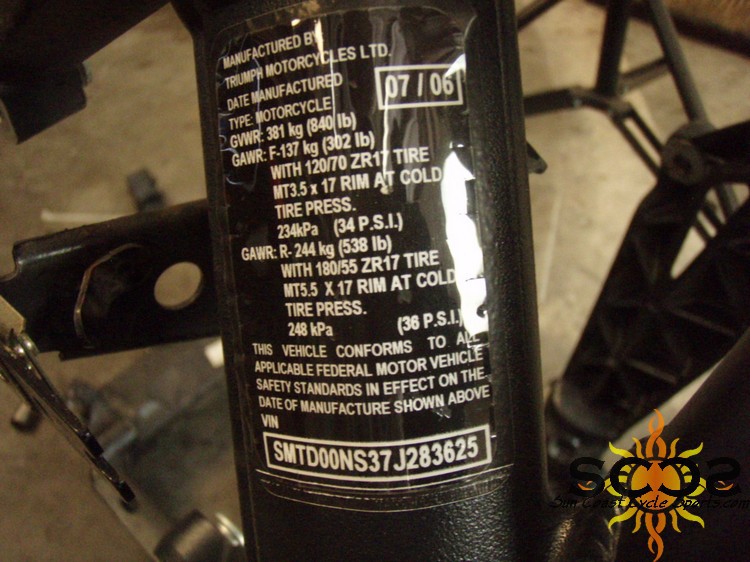 MANUFACTURED BY
TRIUMPH MOTORCYCLES LTD.
DATE MANUFACTURED 07 / 06
TYPE: MOTORCYCLE
GVWR: 381 kg (840 lb)
GAWR: F-137 kg (302 lb)
WITH 120/70 ZR17 TIRE
MT3.5 x 17 RIM AT COLD
TIRE PRESS.
234kPa (34 P.S.I.)
GAWR: R- 244 kg (538 lb)
WITH 180/55 ZR17 TIRE
MT5.5 X 17 RIM AT COLD
TIRE PRESS.
248 kPa (36 P.S.I.)
THIS VEHICLE CONFORMS TO ALL
APPLICABLE FEDERAL MOTOR VEHICLE
SAFETY STANDARDS IN EFFECT ON THE
DATE OF MANUFACTURE SHOWN ABOVE
VIN
SMTD00NS37J283625
Sun Coast Cycle Sports.com